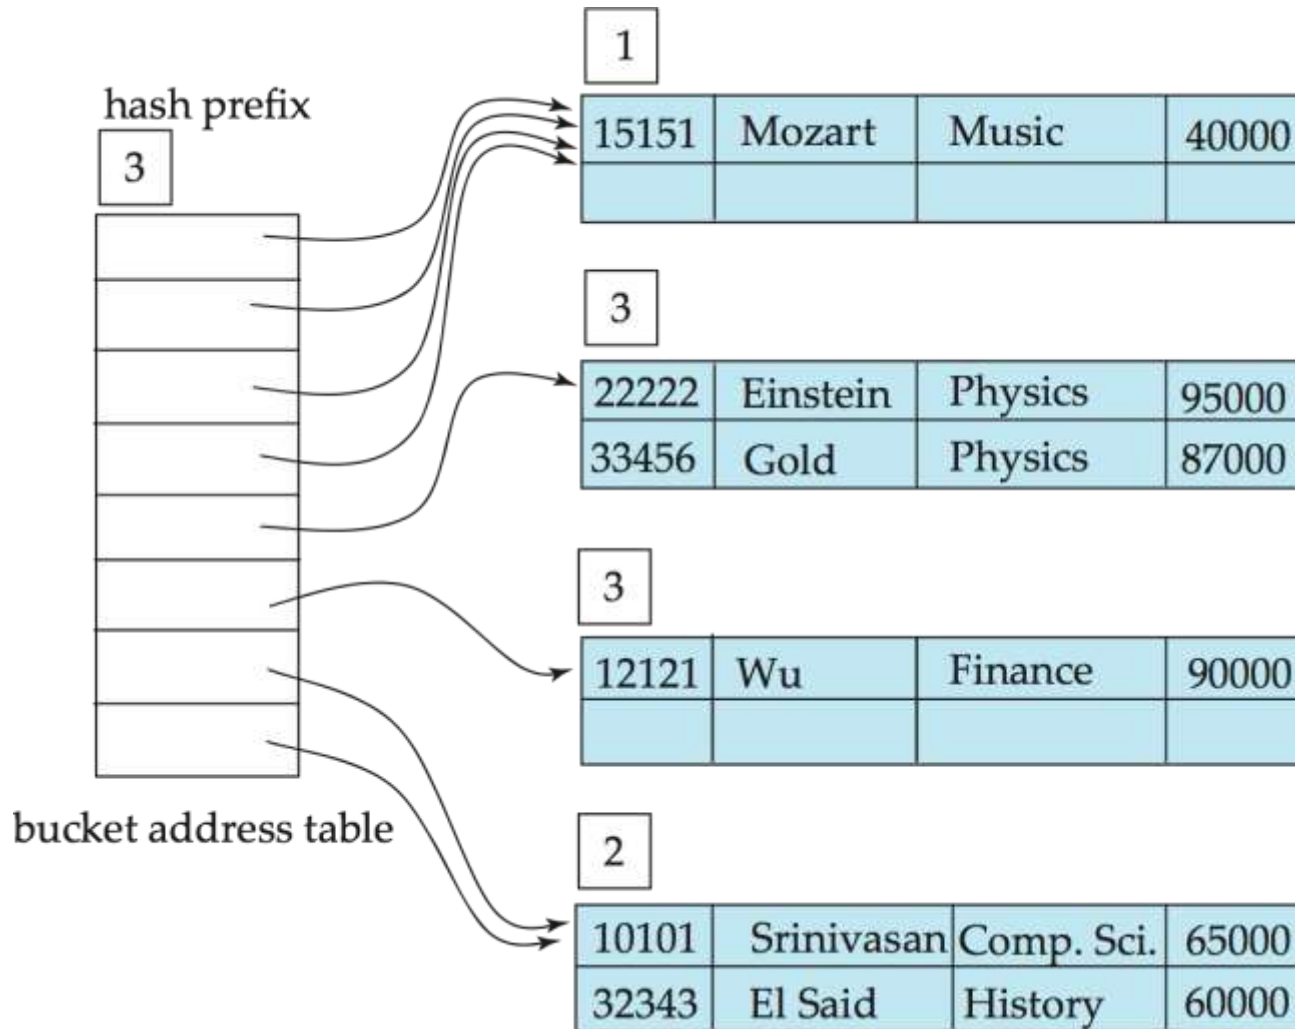 hash prefix
3
bucket address table
1
15151 Mozart Music 40000
3
22222 Einstein Physics 95000
33456 Gold Physics 87000
3
12121 Wu Finance 90000
2
10101 Srinivasan Comp. Sci. 65000
32343 El Said History 60000